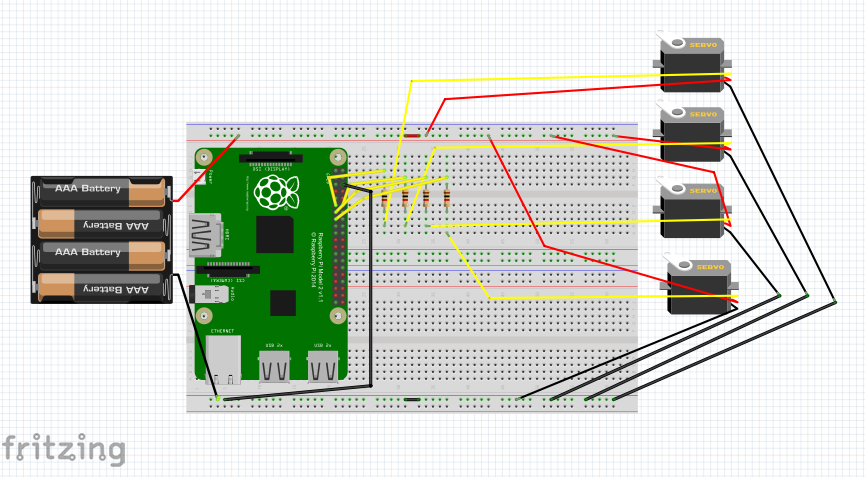 SERVO
SERVO
SERVO
SERVO
DSI (DISPLAY)
Power
AAA Battery
AAA Battery
AAA Battery
AAA Battery
HDMI
Raspberry Pi Model 2 v1.1
© Raspberry Pi 2014
CSI (CAMERA)
Audio
ETHERNET
USB 2x
USB 2x
fritzing